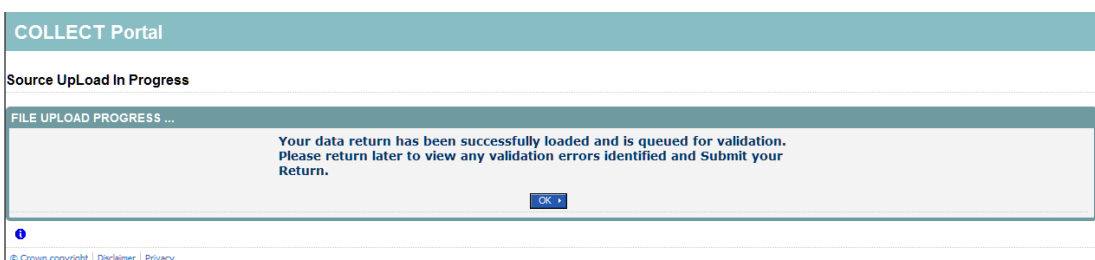 COLLECT Portal
Source UpLoad In Progress
FILE UPLOAD PROGRESS ...
Your data return has been successfully loaded and is queued for validation.
Please return later to view any validation errors identified and Submit your
Return.
OK
© Crown copyright | Disclaimer | Privacy